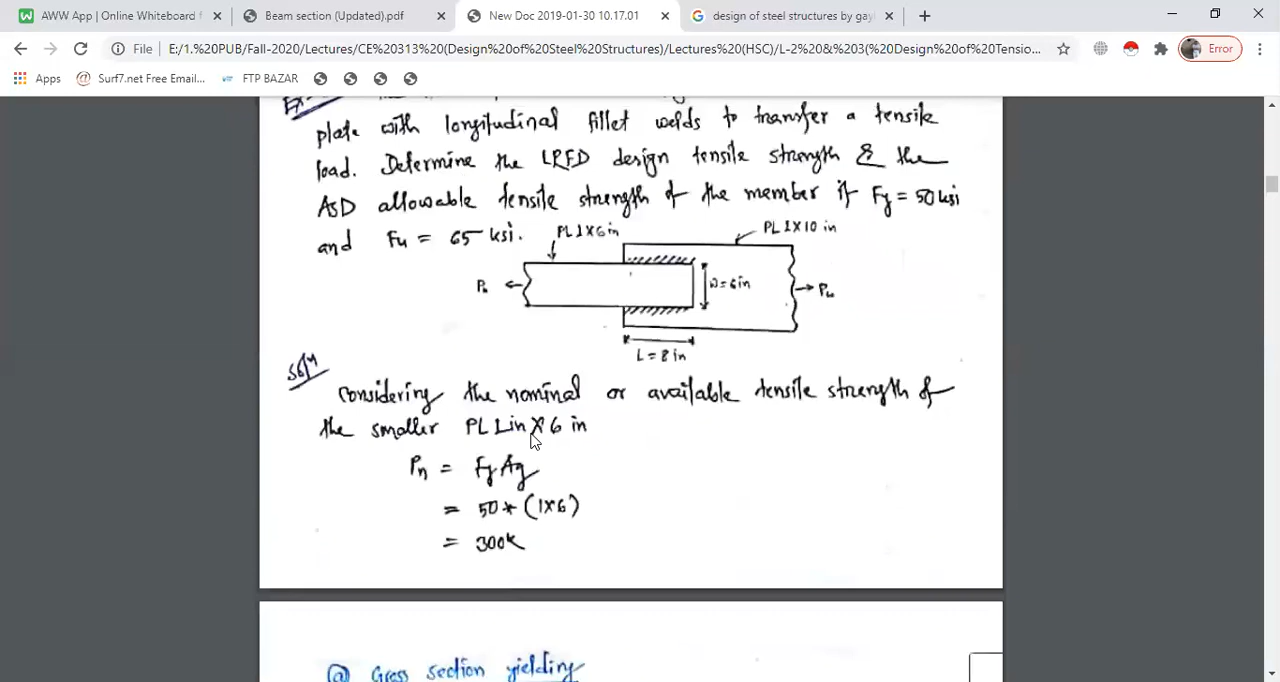 AWW App | Online Whiteboard f
Beam section (Updated).pdf
New Doc 2019-01-30 10.17.01
design of steel structures by gayl
File | E:/1.%20PUB/Fall-2020/Lectures/CE%20313%20(Design%20of%20Steel%20Structures)/Lectures%20(HSC)/L-2%20&%203(%20Design%20of%20Tensio...
Error
Apps
Surf7.net Free Email...
FTP BAZAR
plate with longitudinal fillet welds to transfer a tensile
load. Determine the LRFD design tensile strength & the
ASD allowable tensile strength of the member if Fy = 50 ksi
and Fu = 65 ksi.
PL 1X6 in
PL 1X10 in
Pu
W=6in
Pu
L = 8 in
Soln
Considering the nominal or available tensile strength of
the smaller PL 1in X 6 in
Pn = Fy Ag
= 50 * (1X6)
= 300k
@ Gross section yielding